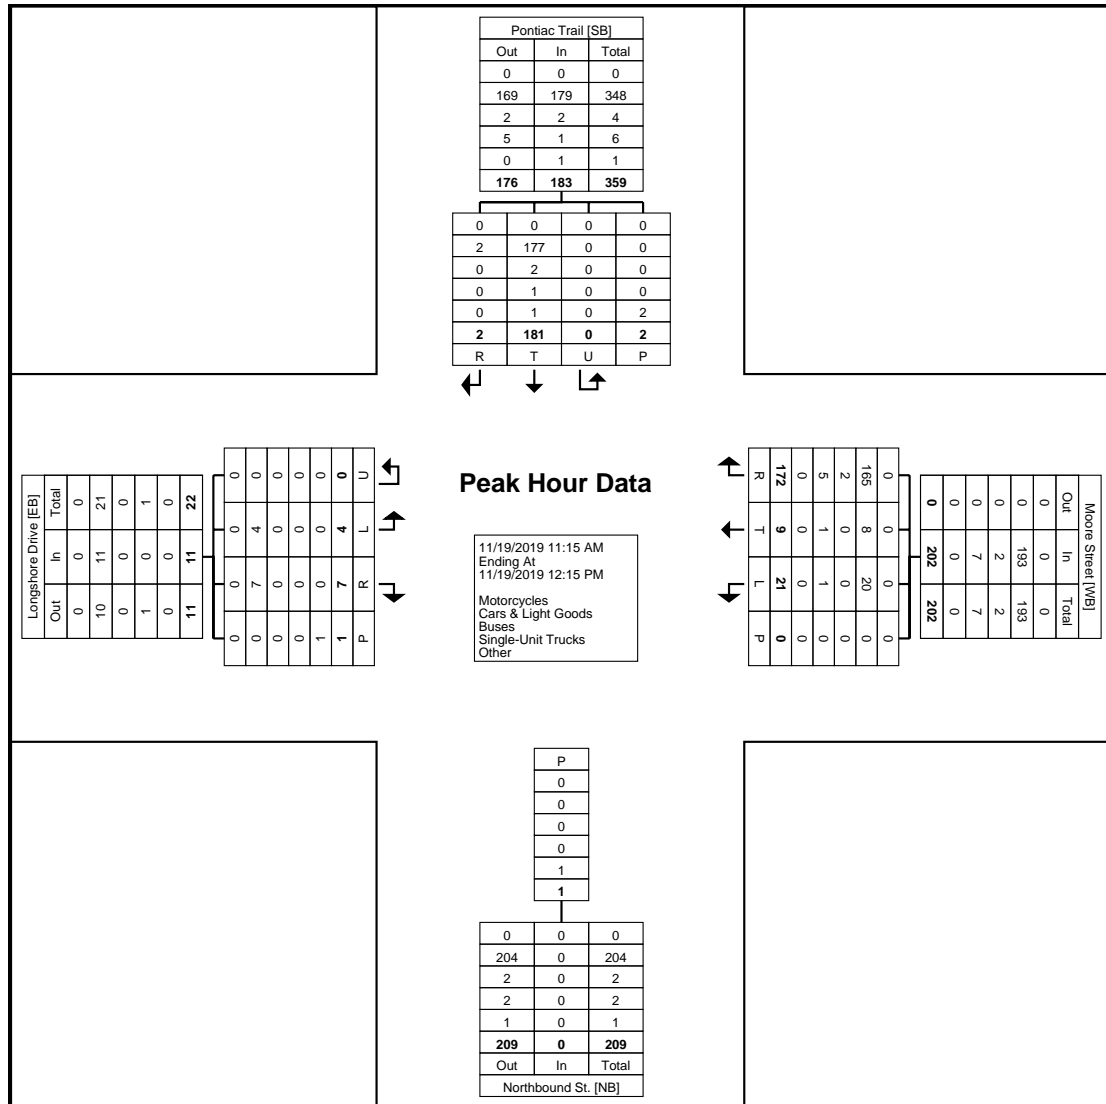 Pontiac Trail [SB]
Out In Total
0 0 0
169 179 348
2 2 4
5 1 6
0 1 1
176 183 359
0 0 0 0
2 177 0 0
0 2 0 0
0 1 0 0
0 1 0 2
2 181 0 2
R T U P
Longshore Drive [EB]
Total 0 21 0 1 0 22
In 0 11 0 0 0 11
Out 0 10 0 1 0 11
0 0 0 0 0 0 U
0 4 0 0 0 4 L
0 7 0 0 0 7 R
0 0 0 0 1 1 P
Peak Hour Data
11/19/2019 11:15 AM
Ending At
11/19/2019 12:15 PM
Motorcycles
Cars & Light Goods
Buses
Single-Unit Trucks
Other
R 172 0 5 2 165 0
T 9 0 1 0 8 0
L 21 0 1 0 20 0
P 0 0 0 0 0 0
Moore Street [WB]
Out In Total
0 0 0
0 193 193
0 2 2
0 7 7
0 0 0
0 202 202
P
0
0
0
0
1
1
0 0 0
204 0 204
2 0 2
2 0 2
1 0 1
209 0 209
Out In Total
Northbound St. [NB]